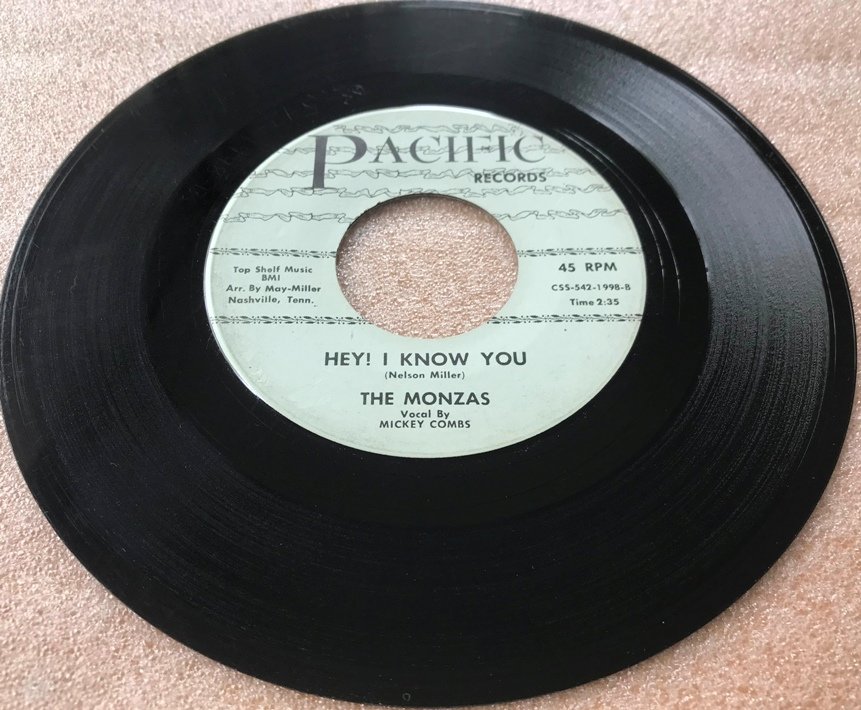 PACIFIC
RECORDS
Top Shelf Music
BMI
Arr. By May-Miller
Nashville, Tenn.
45 RPM
CSS-542-1998-B
Time 2:35
HEY! I KNOW YOU
(Nelson Miller)
THE MONZAS
Vocal By
MICKEY COMBS